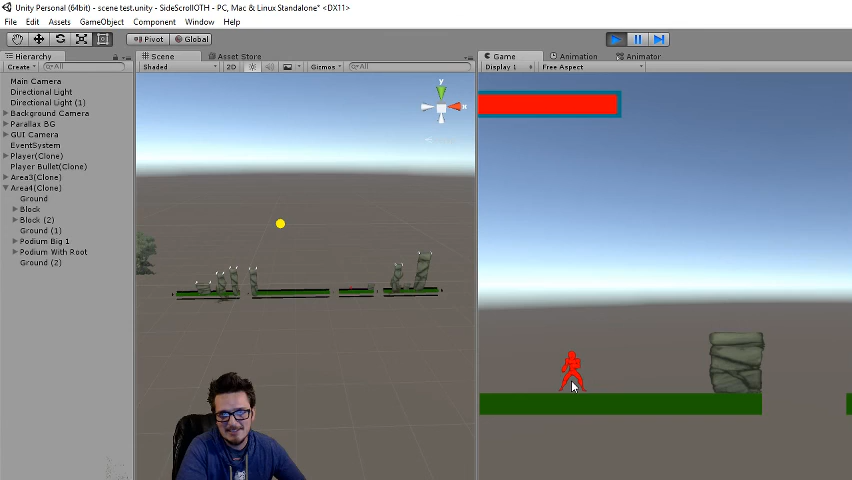 Unity Personal (64bit) - scene test.unity - SideScrollOTH - PC, Mac & Linux Standalone* <DX11>
File Edit Assets GameObject Component Window Help
Pivot Global
Hierarchy Scene Asset Store Game Animation Animator
Create All Shaded 2D Gizmos All Display 1 Free Aspect
Main Camera
Directional Light
Directional Light (1)
Background Camera
Parallax BG
GUI Camera
EventSystem
Player(Clone)
Player Bullet(Clone)
Area3(Clone)
Area4(Clone)
Ground
Block
Block (2)
Ground (1)
Podium Big 1
Podium With Root
Ground (2)
y
x